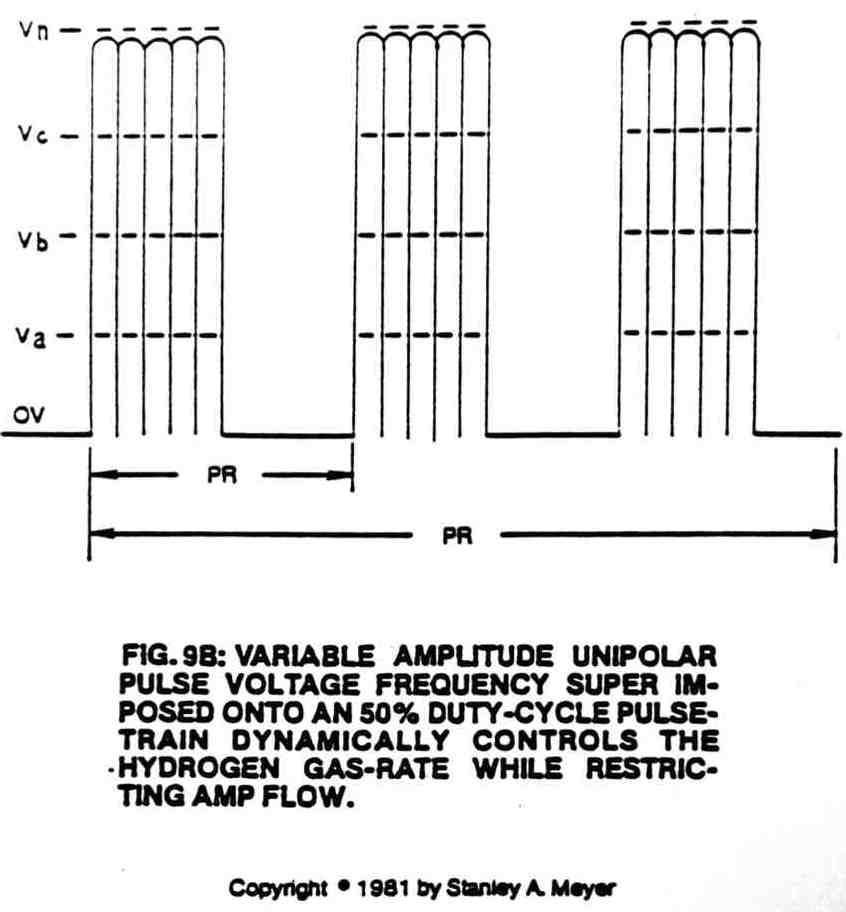 Vn
Vc
Vb
Va
OV
PR
PR
FIG. 9B: VARIABLE AMPLITUDE UNIPOLAR
PULSE VOLTAGE FREQUENCY SUPER IM-
POSED ONTO AN 50% DUTY-CYCLE PULSE-
TRAIN DYNAMICALLY CONTROLS THE
HYDROGEN GAS-RATE WHILE RESTRIC-
TING AMP FLOW.
Copyright • 1981 by Stanley A. Meyer